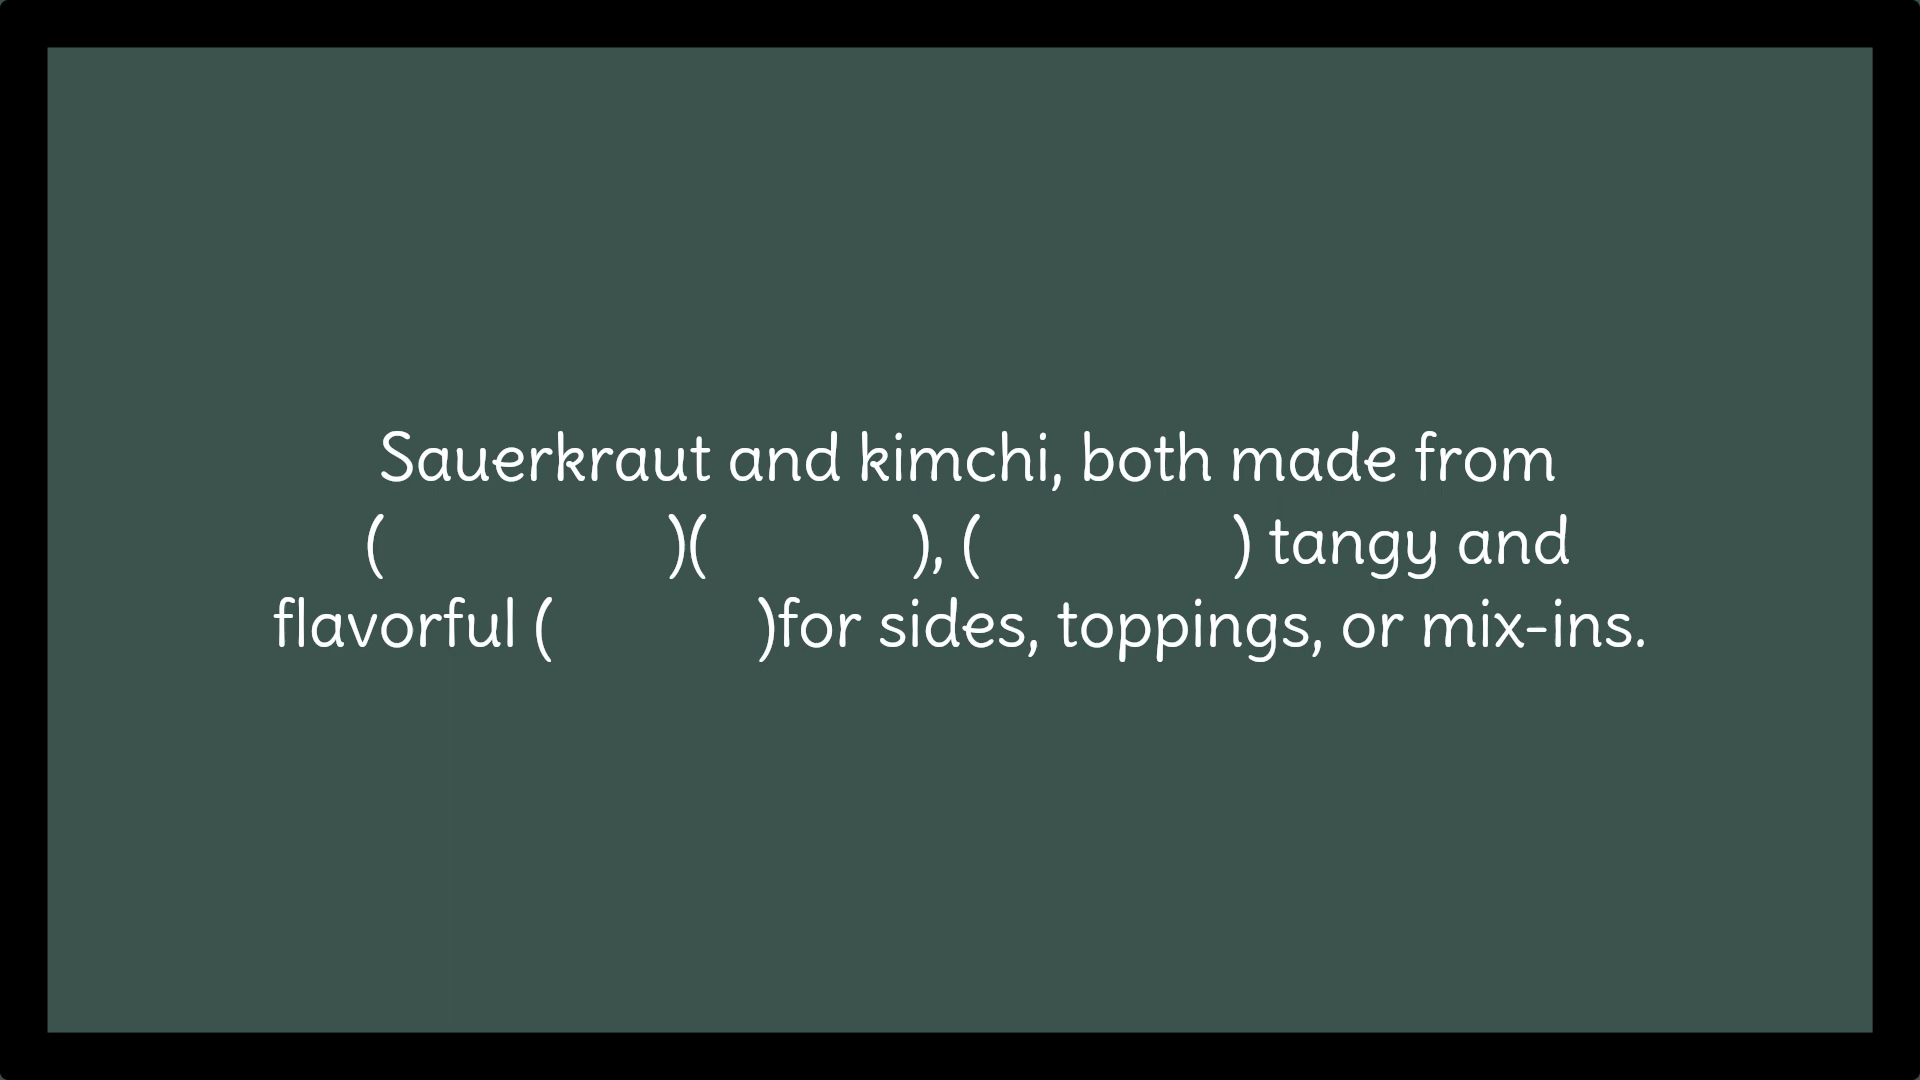 Sauerkraut and kimchi, both made from
(                )(           ), (              ) tangy and
flavorful (           )for sides, toppings, or mix-ins.